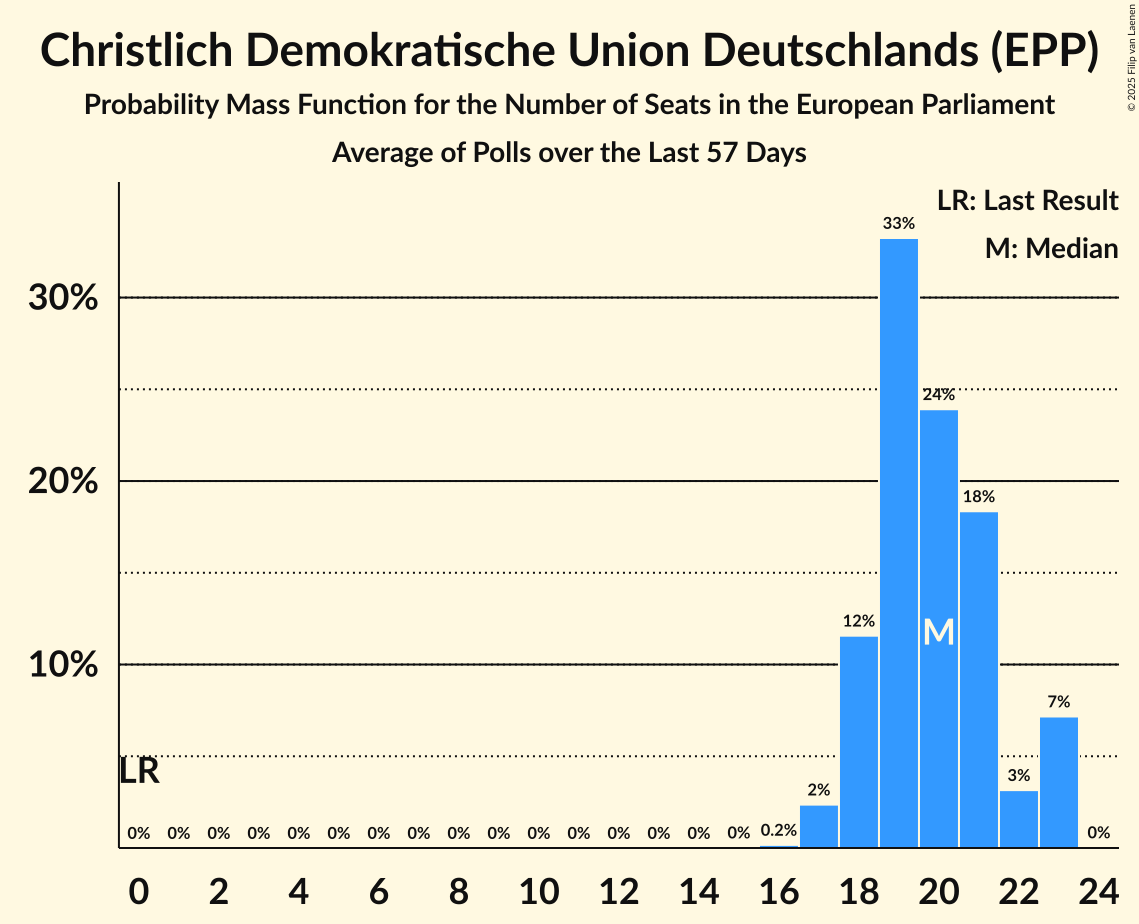 Christlich Demokratische Union Deutschlands (EPP)
Probability Mass Function for the Number of Seats in the European Parliament
Average of Polls over the Last 57 Days
© 2025 Filip van Laenen
LR: Last Result
M: Median
33%
30%
24%
20%
18%
12%
M
10%
7%
LR
3%
2%
0% 0% 0% 0% 0% 0% 0% 0% 0% 0% 0% 0% 0% 0% 0% 0% 0.2% 0%
0 2 4 6 8 10 12 14 16 18 20 22 24